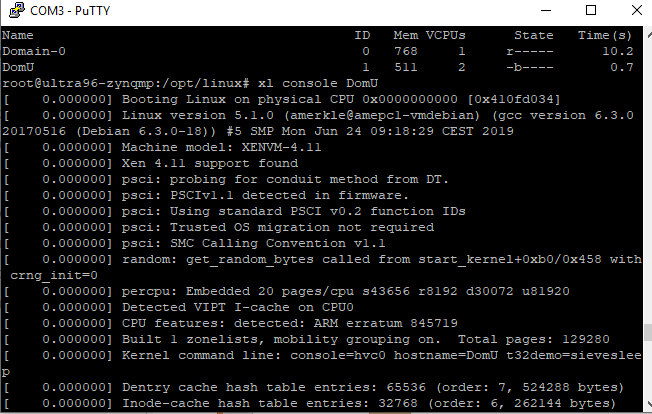 COM3 - PuTTY
Name ID Mem VCPUs State Time(s)
Domain-0 0 768 1 r----- 10.2
DomU 1 511 2 -b---- 0.7
root@ultra96-zynqmp:/opt/linux# xl console DomU
[    0.000000] Booting Linux on physical CPU 0x0000000000 [0x410fd034]
[    0.000000] Linux version 5.1.0 (amerkle@amepc1-vmdebian) (gcc version 6.3.0
20170516 (Debian 6.3.0-18)) #5 SMP Mon Jun 24 09:18:29 CEST 2019
[    0.000000] Machine model: XENVM-4.11
[    0.000000] Xen 4.11 support found
[    0.000000] psci: probing for conduit method from DT.
[    0.000000] psci: PSCIv1.1 detected in firmware.
[    0.000000] psci: Using standard PSCI v0.2 function IDs
[    0.000000] psci: Trusted OS migration not required
[    0.000000] psci: SMC Calling Convention v1.1
[    0.000000] random: get_random_bytes called from start_kernel+0xb0/0x458 with
crng_init=0
[    0.000000] percpu: Embedded 20 pages/cpu s43656 r8192 d30072 u81920
[    0.000000] Detected VIPT I-cache on CPU0
[    0.000000] CPU features: detected: ARM erratum 845719
[    0.000000] Built 1 zonelists, mobility grouping on.  Total pages: 129280
[    0.000000] Kernel command line: console=hvc0 hostname=DomU t32demo=sieveslee
p
[    0.000000] Dentry cache hash table entries: 65536 (order: 7, 524288 bytes)
[    0.000000] Inode-cache hash table entries: 32768 (order: 6, 262144 bytes)